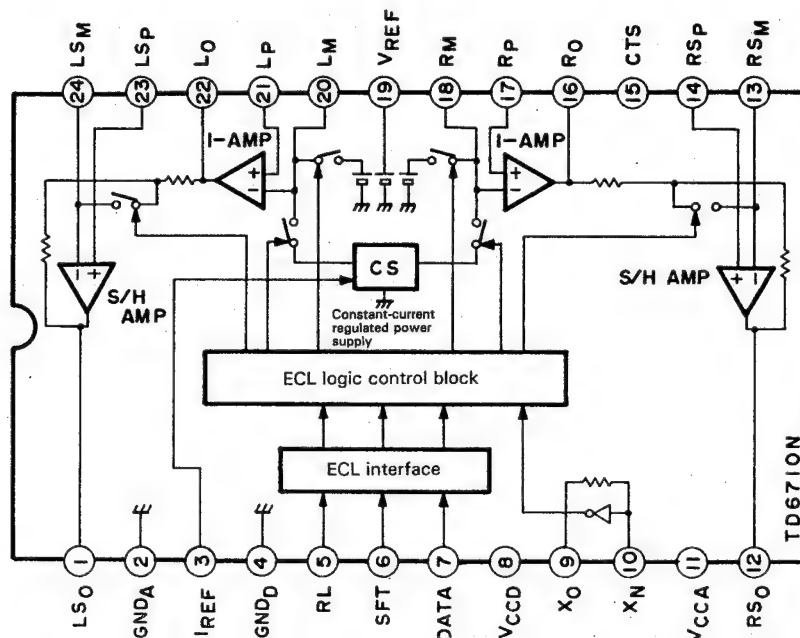 LSM LSP LO LP LM VREF RM RP RO CTS RSP RSM
24 23 22 21 20 19 18 17 16 15 14 13
I-AMP I-AMP
+ +
− −
CS
− + + −
S/H AMP S/H AMP
Constant-current
regulated power
supply
ECL logic control block
ECL interface
TD6710N
1 2 3 4 5 6 7 8 9 10 11 12
LSO GNDA IREF GNDD RL SFT DATA VCCD XO XN VCCA RSO